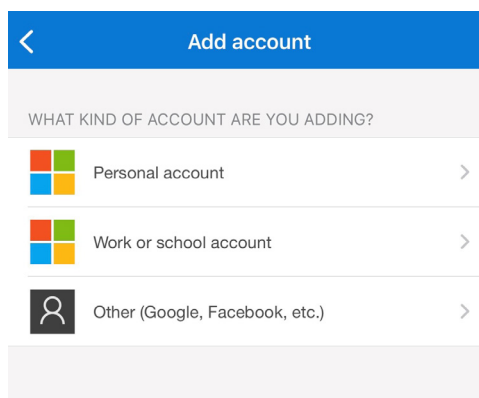 Add account
WHAT KIND OF ACCOUNT ARE YOU ADDING?
Personal account
Work or school account
Other (Google, Facebook, etc.)